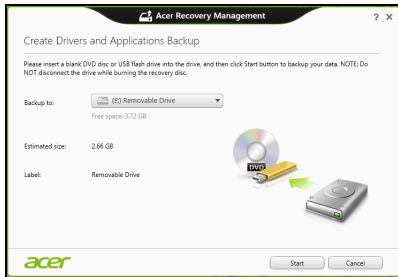 Acer Recovery Management
? X
Create Drivers and Applications Backup
Please insert a blank DVD disc or USB flash drive into the drive, and then click Start button to backup your data. NOTE: Do
NOT disconnect the drive while burning the recovery disc.
Backup to:
(E:) Removable Drive
Free space: 3.72 GB
Estimated size:
2.66 GB
DVD
Label:
Removable Drive
acer
Start
Cancel